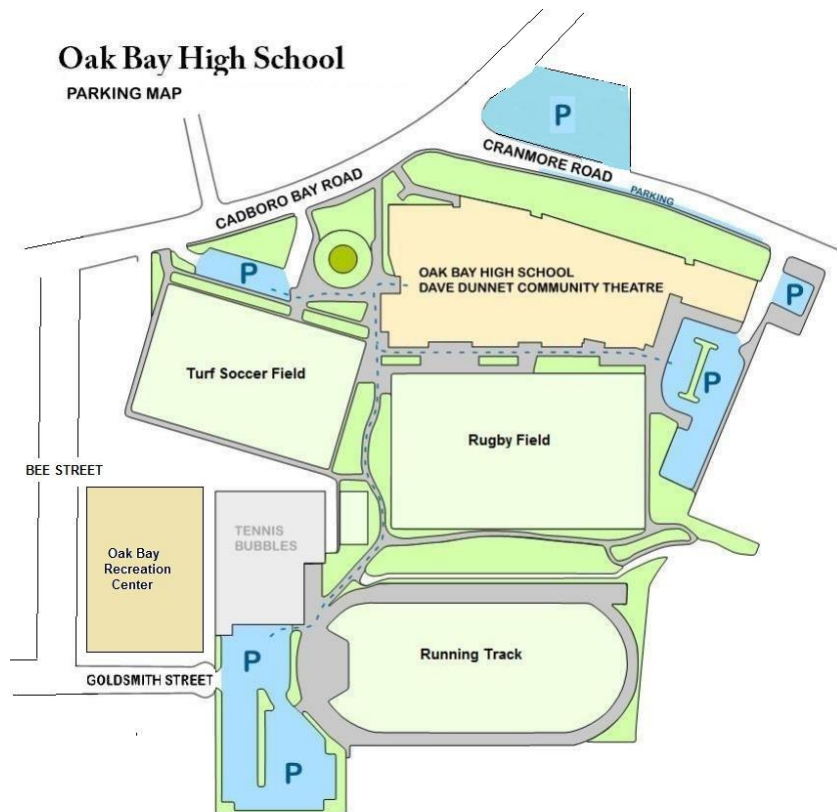 Oak Bay High School
PARKING MAP
P
CRANMORE ROAD
PARKING
CADBORO BAY ROAD
P
OAK BAY HIGH SCHOOL
DAVE DUNNET COMMUNITY THEATRE
P
Turf Soccer Field
P
Rugby Field
BEE STREET
TENNIS
BUBBLES
Oak Bay
Recreation
Center
Running Track
P
GOLDSMITH STREET
P